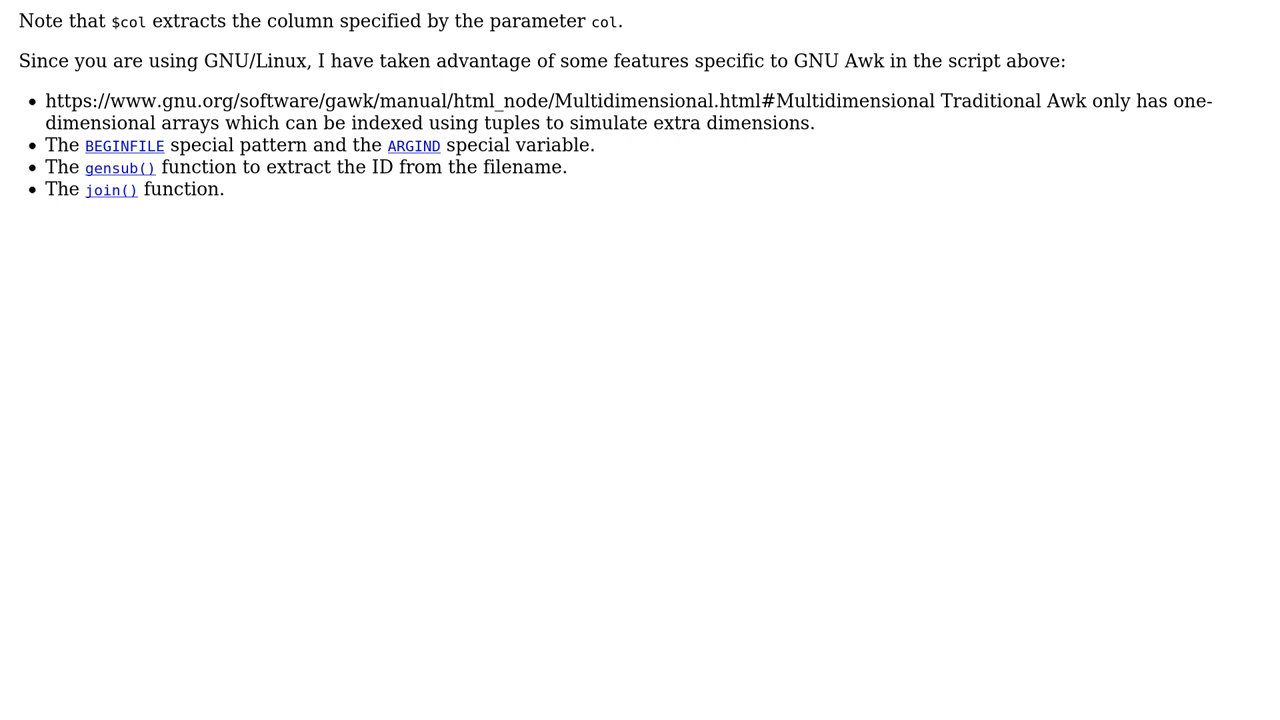 Note that $col extracts the column specified by the parameter col.
Since you are using GNU/Linux, I have taken advantage of some features specific to GNU Awk in the script above:
• https://www.gnu.org/software/gawk/manual/html_node/Multidimensional.html#Multidimensional Traditional Awk only has one-
dimensional arrays which can be indexed using tuples to simulate extra dimensions.
• The BEGINFILE special pattern and the ARGIND special variable.
• The gensub() function to extract the ID from the filename.
• The join() function.